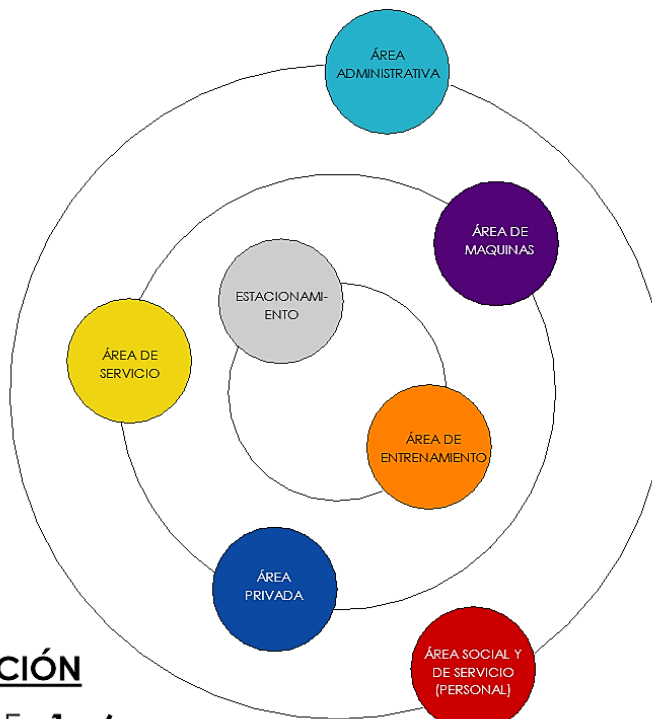 ÁREA
ADMINISTRATIVA
ÁREA DE
MAQUINAS
ESTACIONAMI-
ENTO
ÁREA DE
SERVICIO
ÁREA DE
ENTRENAMIENTO
ÁREA
PRIVADA
ÁREA SOCIAL Y
DE SERVICIO
(PERSONAL)
CIÓN